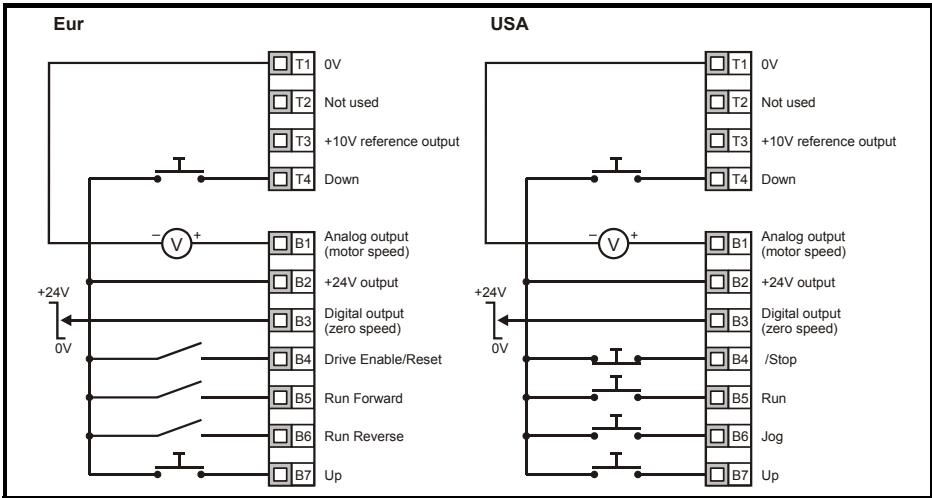 Eur
T1 0V
T2 Not used
T3 +10V reference output
T4 Down
– V +
B1 Analog output
(motor speed)
B2 +24V output
+24V
0V
B3 Digital output
(zero speed)
B4 Drive Enable/Reset
B5 Run Forward
B6 Run Reverse
B7 Up
USA
T1 0V
T2 Not used
T3 +10V reference output
T4 Down
– V +
B1 Analog output
(motor speed)
B2 +24V output
+24V
0V
B3 Digital output
(zero speed)
B4 /Stop
B5 Run
B6 Jog
B7 Up